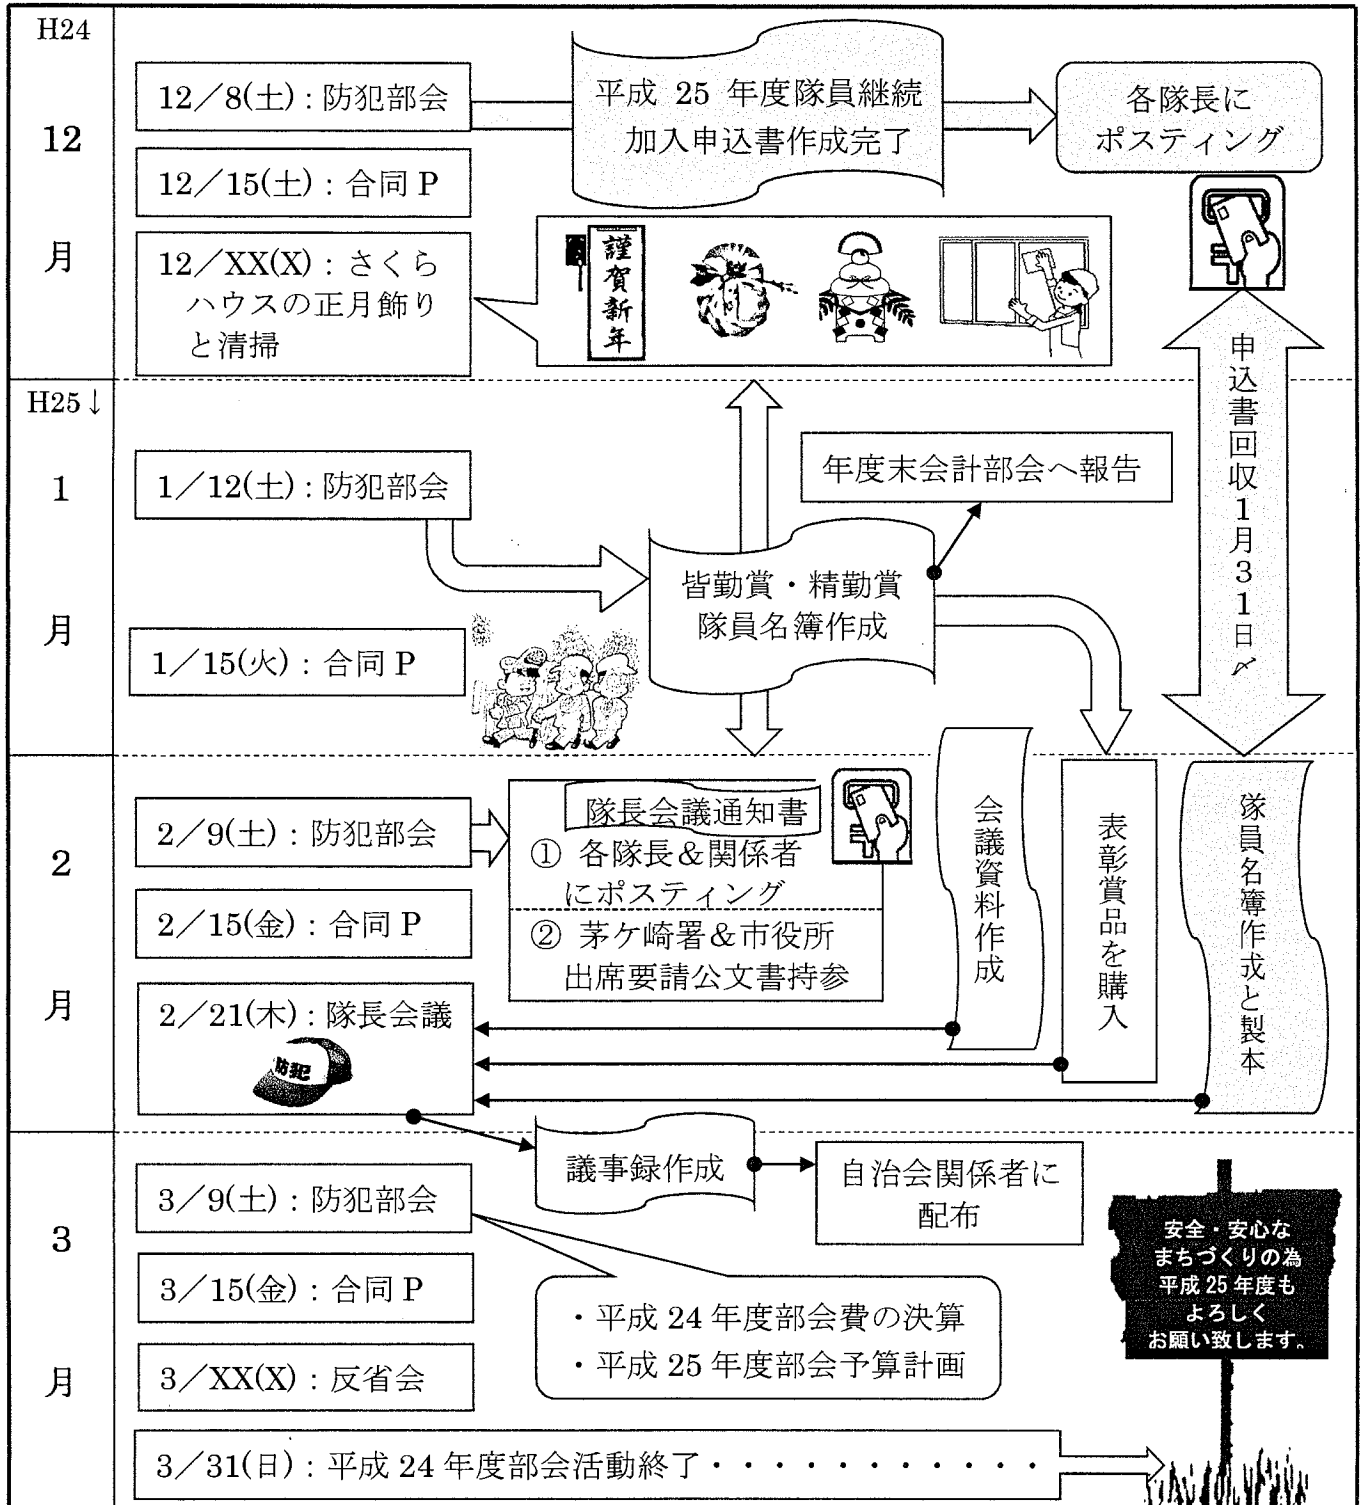 H24
12
月
12／8(土)：防犯部会
平成 25 年度隊員継続
加入申込書作成完了
各隊長に
ポスティング
12／15(土)：合同 P
12／XX(X)：さくら
ハウスの正月飾り
と清掃
謹賀新年
申込書回収1月31日〆
H25↓
1
月
1／12(土)：防犯部会
年度末会計部会へ報告
皆勤賞・精勤賞
隊員名簿作成
1／15(火)：合同 P
2
月
2／9(土)：防犯部会
隊長会議通知書
① 各隊長＆関係者
にポスティング
② 茅ケ崎署＆市役所
出席要請公文書持参
会議資料作成
表彰賞品を購入
隊員名簿作成と製本
2／15(金)：合同 P
2／21(木)：隊長会議
防犯
3
月
議事録作成
自治会関係者に
配布
3／9(土)：防犯部会
3／15(金)：合同 P
・平成 24 年度部会費の決算
・平成 25 年度部会予算計画
3／XX(X)：反省会
安全・安心な
まちづくりの為
平成 25 年度も
よろしく
お願い致します。
3／31(日)：平成 24 年度部会活動終了・・・・・・・・・・・・